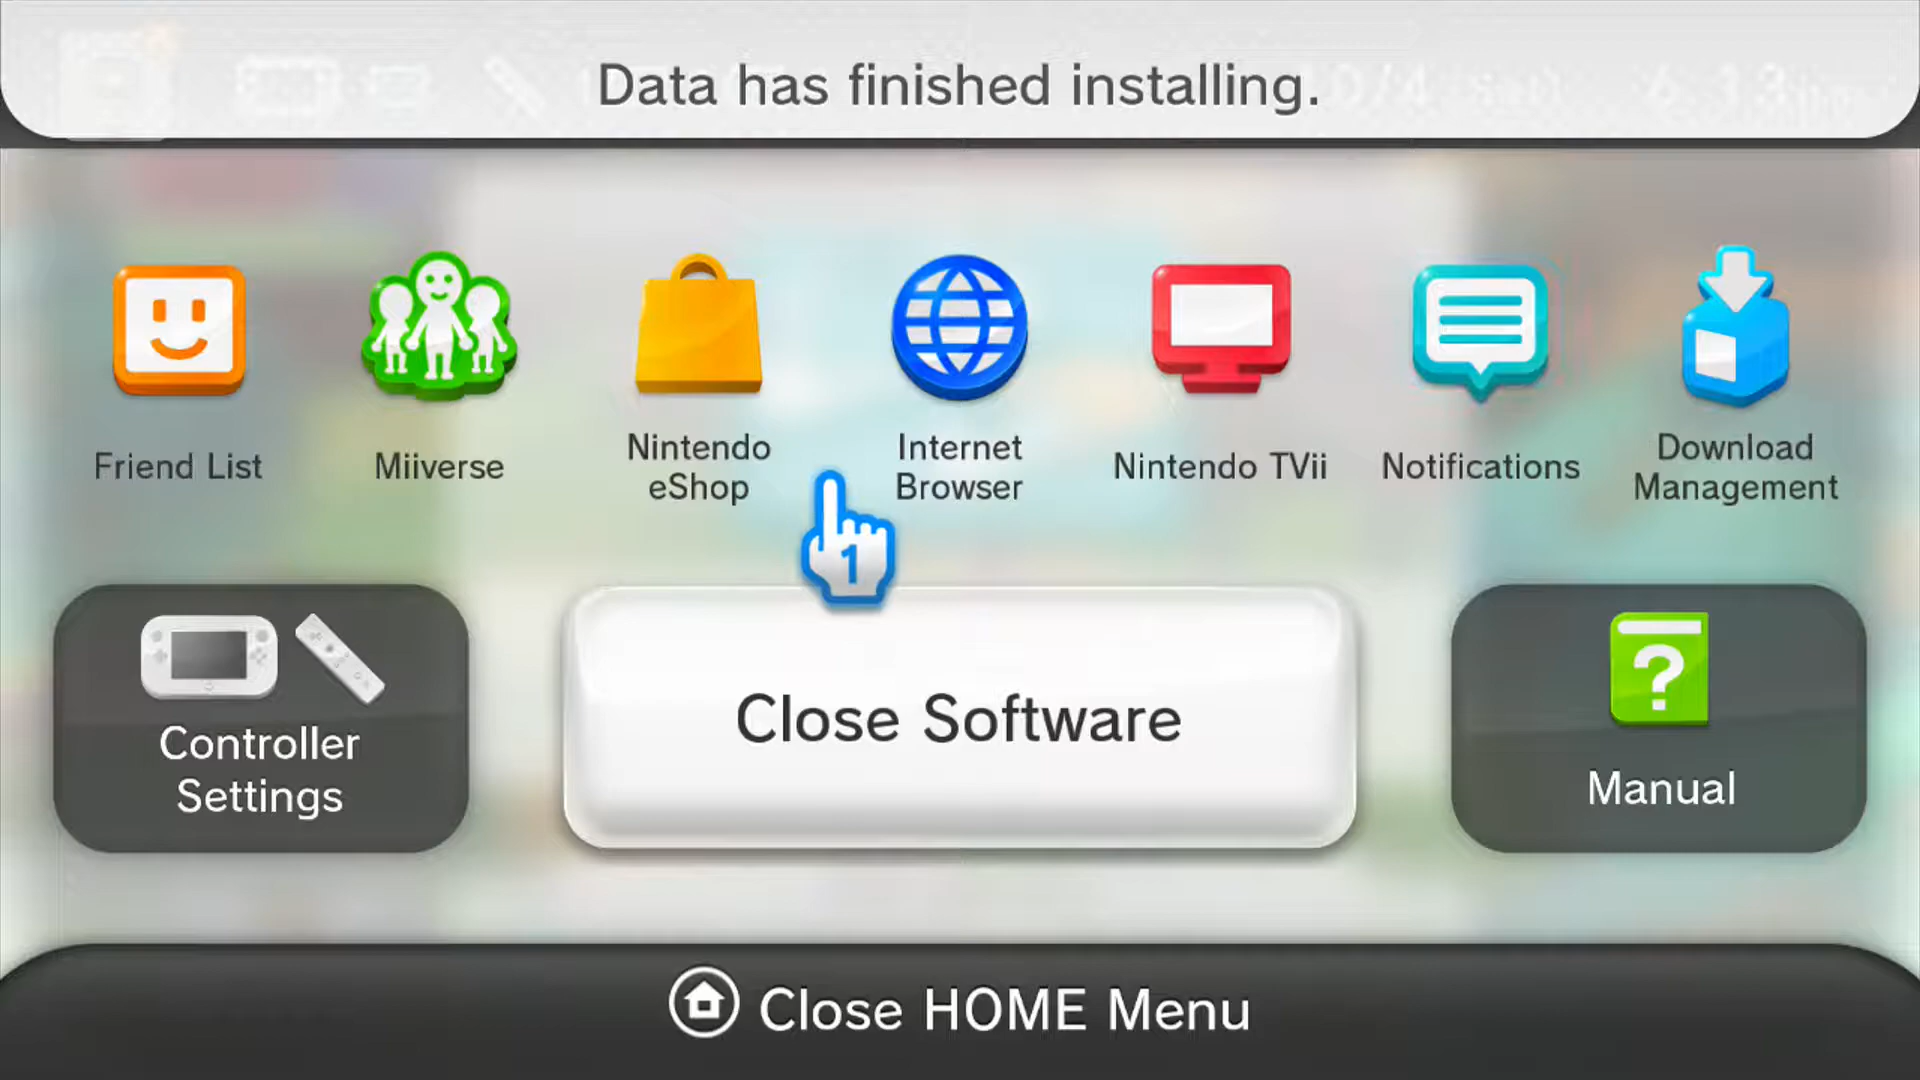 Data has finished installing.
Friend List
Miiverse
Nintendo
eShop
Internet
Browser
Nintendo TVii
Notifications
Download
Management
1
Controller
Settings
Close Software
?
Manual
Close HOME Menu